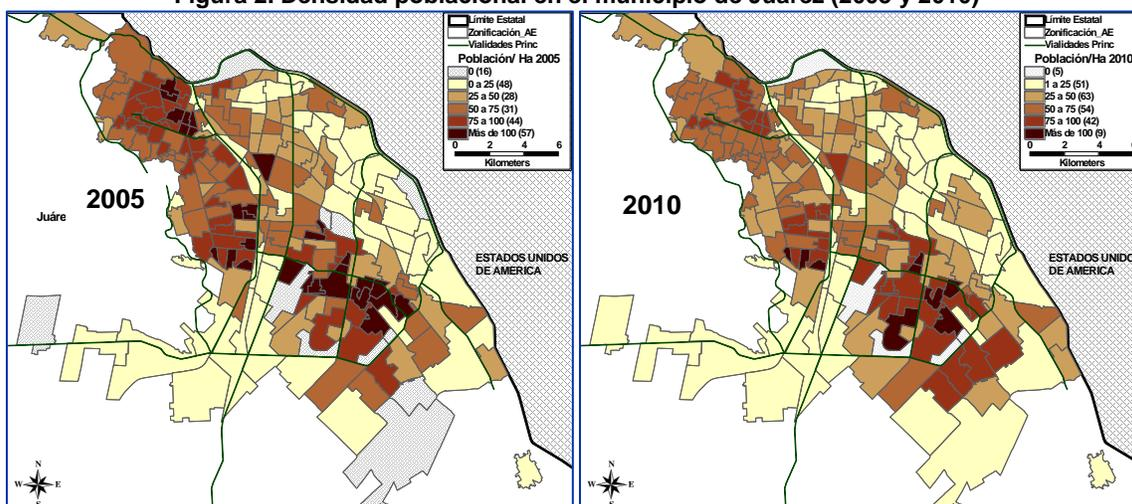 Figura 2. Densidad poblacional en el municipio de Juárez (2005 y 2010)
Límite Estatal
Zonificación_AE
Vialidades Princ
Población/ Ha 2005
0 (16)
0 a 25 (48)
25 a 50 (28)
50 a 75 (31)
75 a 100 (44)
Más de 100 (57)
0 2 4 6
Kilometers
2005
Juáre
ESTADOS UNIDOS
DE AMERICA
N
W E
S
Límite Estatal
Zonificación_AE
Vialidades Princ
Población/Ha 2010
0 (5)
1 a 25 (51)
25 a 50 (63)
50 a 75 (54)
75 a 100 (42)
Más de 100 (9)
0 2 4 6
Kilometers
2010
ESTADOS UNIDO
DE AMERICA
N
W E
S